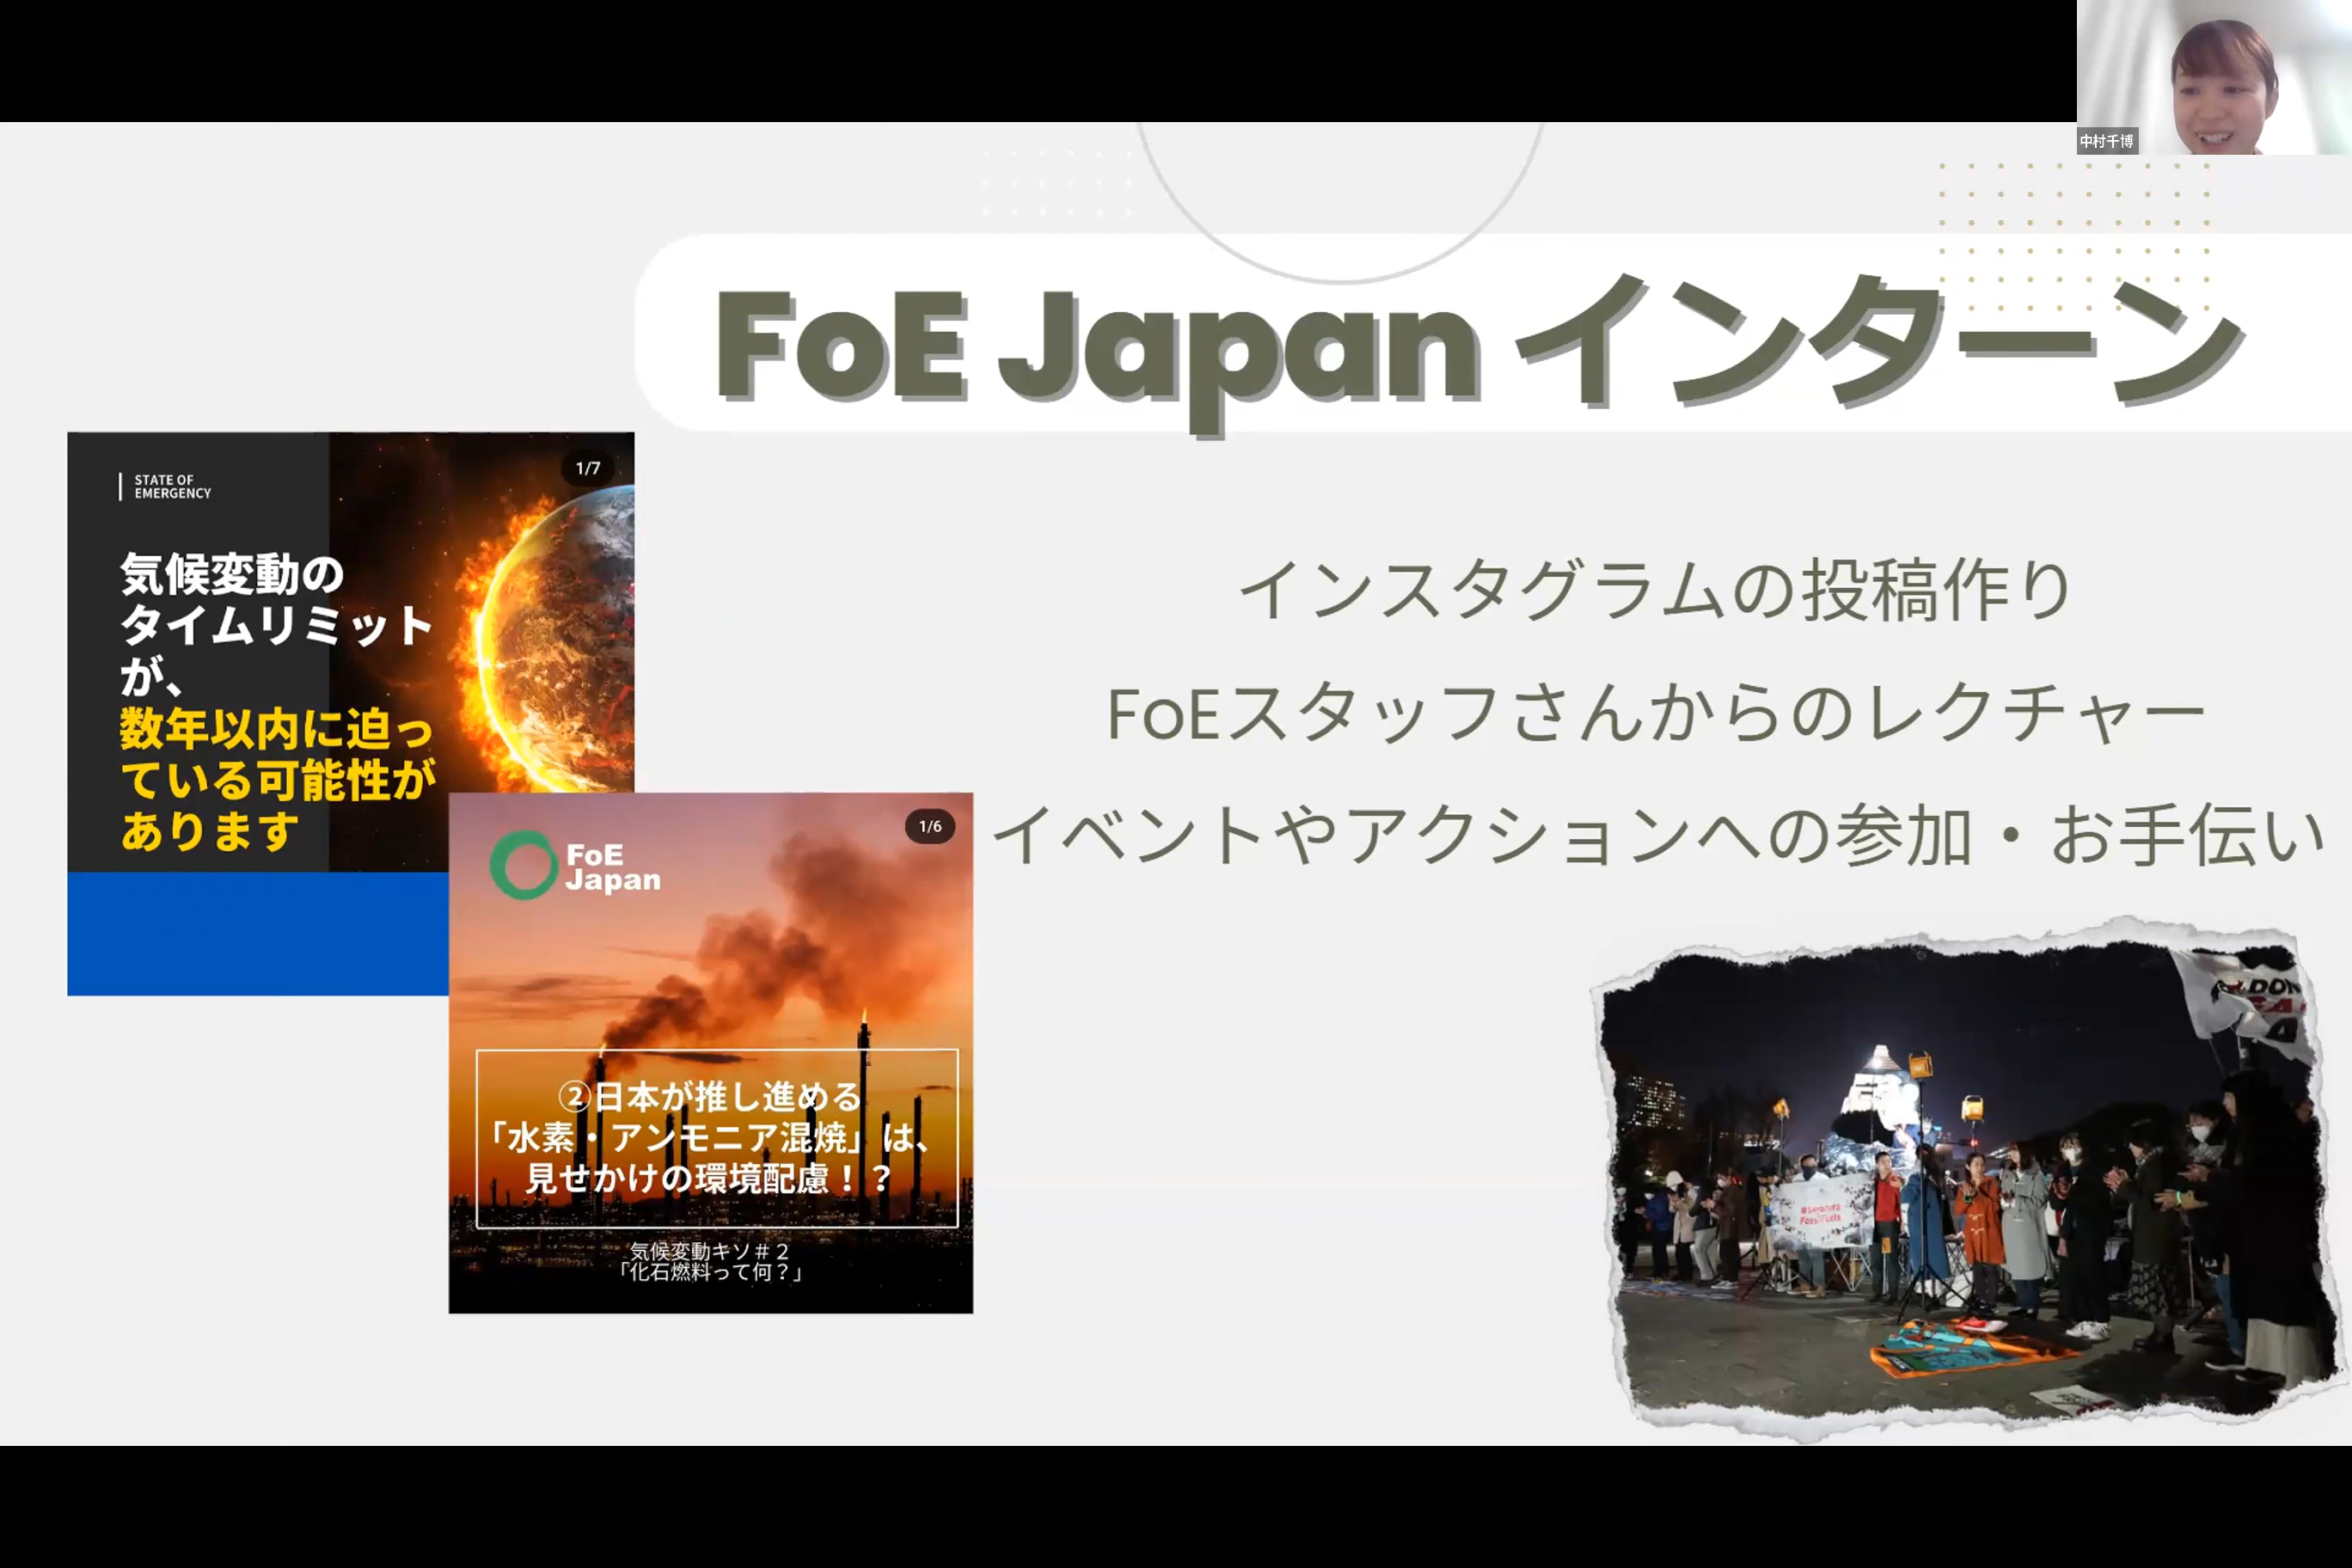 中村千博
FoE Japan インターン
1/7
STATE OF
EMERGENCY
気候変動の
タイムリミット
が、
数年以内に迫っ
ている可能性が
あります
インスタグラムの投稿作り
FoEスタッフさんからのレクチャー
イベントやアクションへの参加・お手伝い
1/6
FoE
Japan
②日本が推し進める
「水素・アンモニア混焼」は、
見せかけの環境配慮！？
気候変動キソ＃２
「化石燃料って何？」
#Sayonara
Fossil Fuels